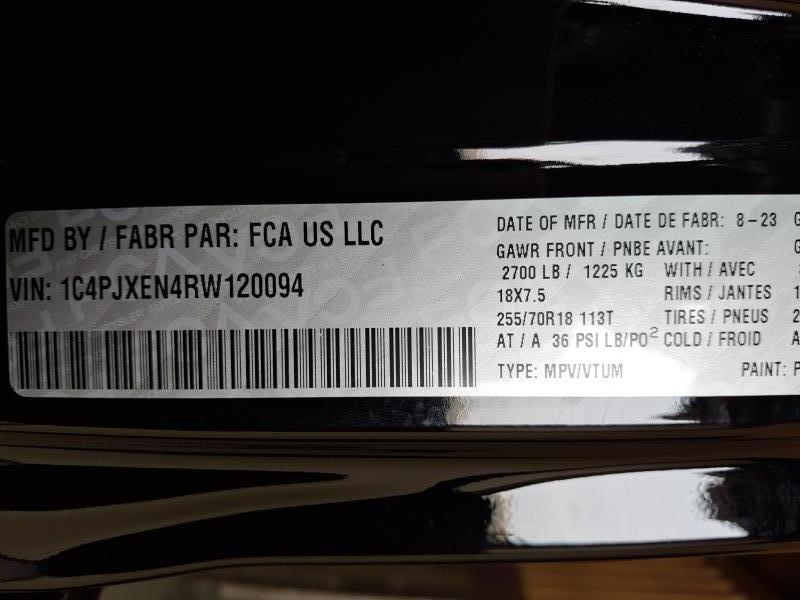 MFD BY / FABR PAR: FCA US LLC
VIN: 1C4PJXEN4RW120094
DATE OF MFR / DATE DE FABR: 8-23
GAWR FRONT / PNBE AVANT:
2700 LB / 1225 KG WITH / AVEC
18X7.5 RIMS / JANTES
255/70R18 113T TIRES / PNEUS
AT / A 36 PSI LB/PO² COLD / FROID
TYPE: MPV/VTUM PAINT: